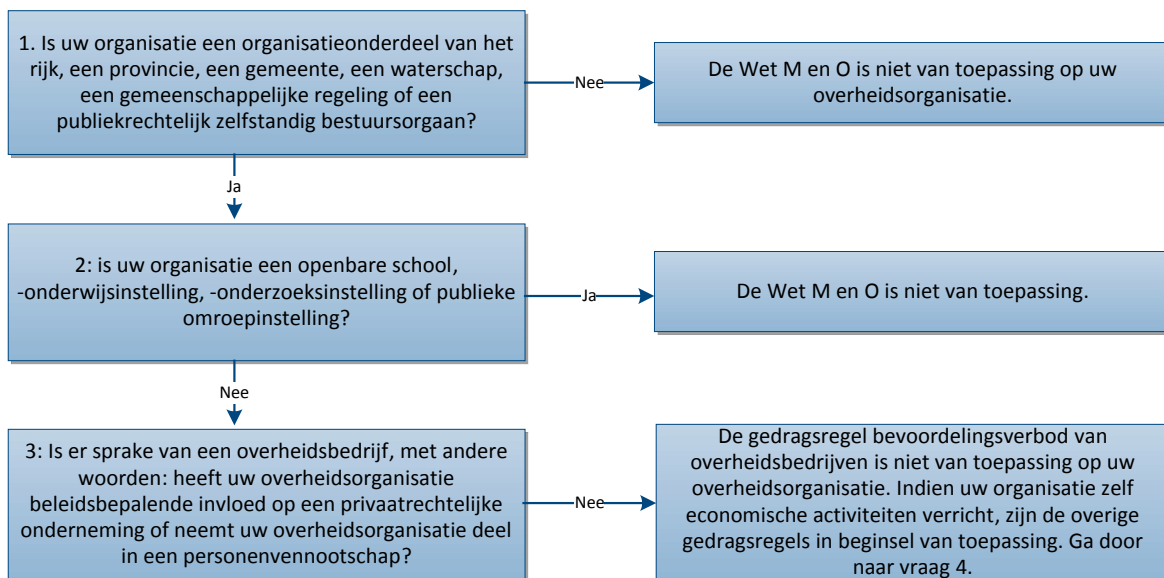 1. Is uw organisatie een organisatieonderdeel van het
rijk, een provincie, een gemeente, een waterschap,
een gemeenschappelijke regeling of een
publiekrechtelijk zelfstandig bestuursorgaan?
Nee
De Wet M en O is niet van toepassing op uw
overheidsorganisatie.
Ja
2: is uw organisatie een openbare school,
-onderwijsinstelling, -onderzoeksinstelling of publieke
omroepinstelling?
Ja
De Wet M en O is niet van toepassing.
Nee
3: Is er sprake van een overheidsbedrijf, met andere
woorden: heeft uw overheidsorganisatie
beleidsbepalende invloed op een privaatrechtelijke
onderneming of neemt uw overheidsorganisatie deel
in een personenvennootschap?
Nee
De gedragsregel bevoordelingsverbod van
overheidsbedrijven is niet van toepassing op uw
overheidsorganisatie. Indien uw organisatie zelf
economische activiteiten verricht, zijn de overige
gedragsregels in beginsel van toepassing. Ga door
naar vraag 4.